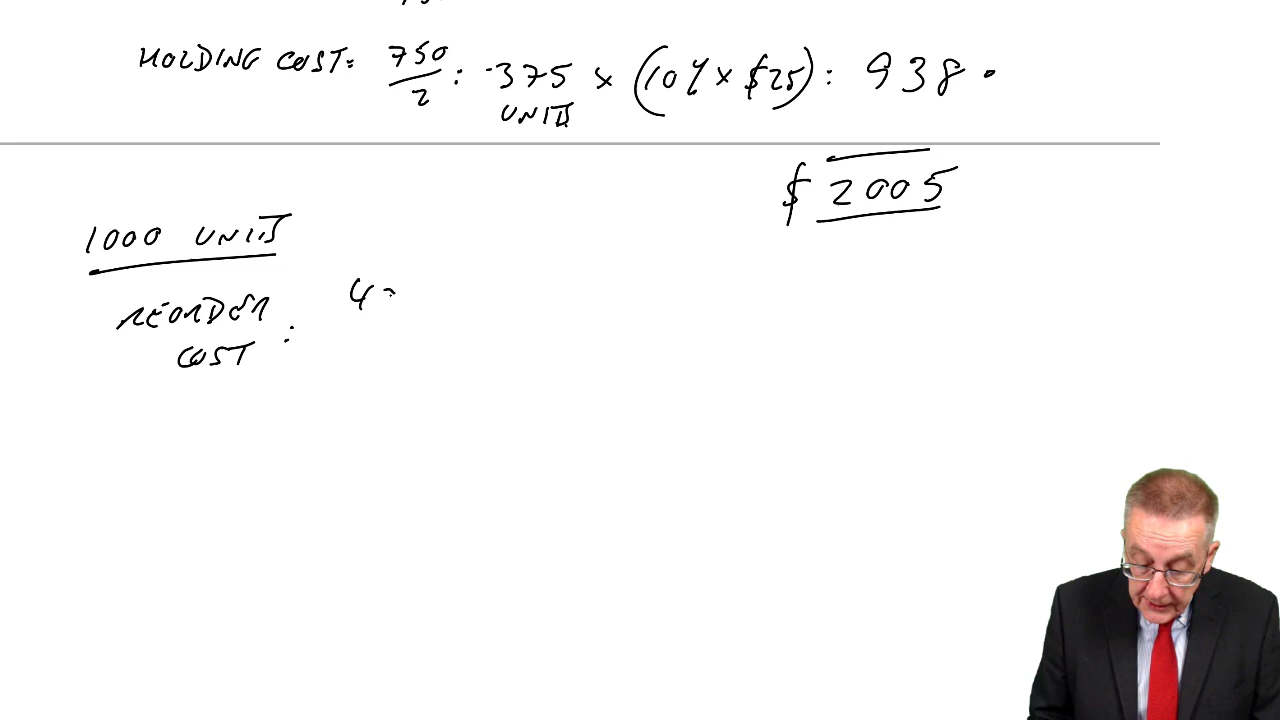 HOLDING COST: 750/2 : 375 UNITS × (10% × $25) : 938.
$ 2005
1000 UNITS
REORDER COST : 4